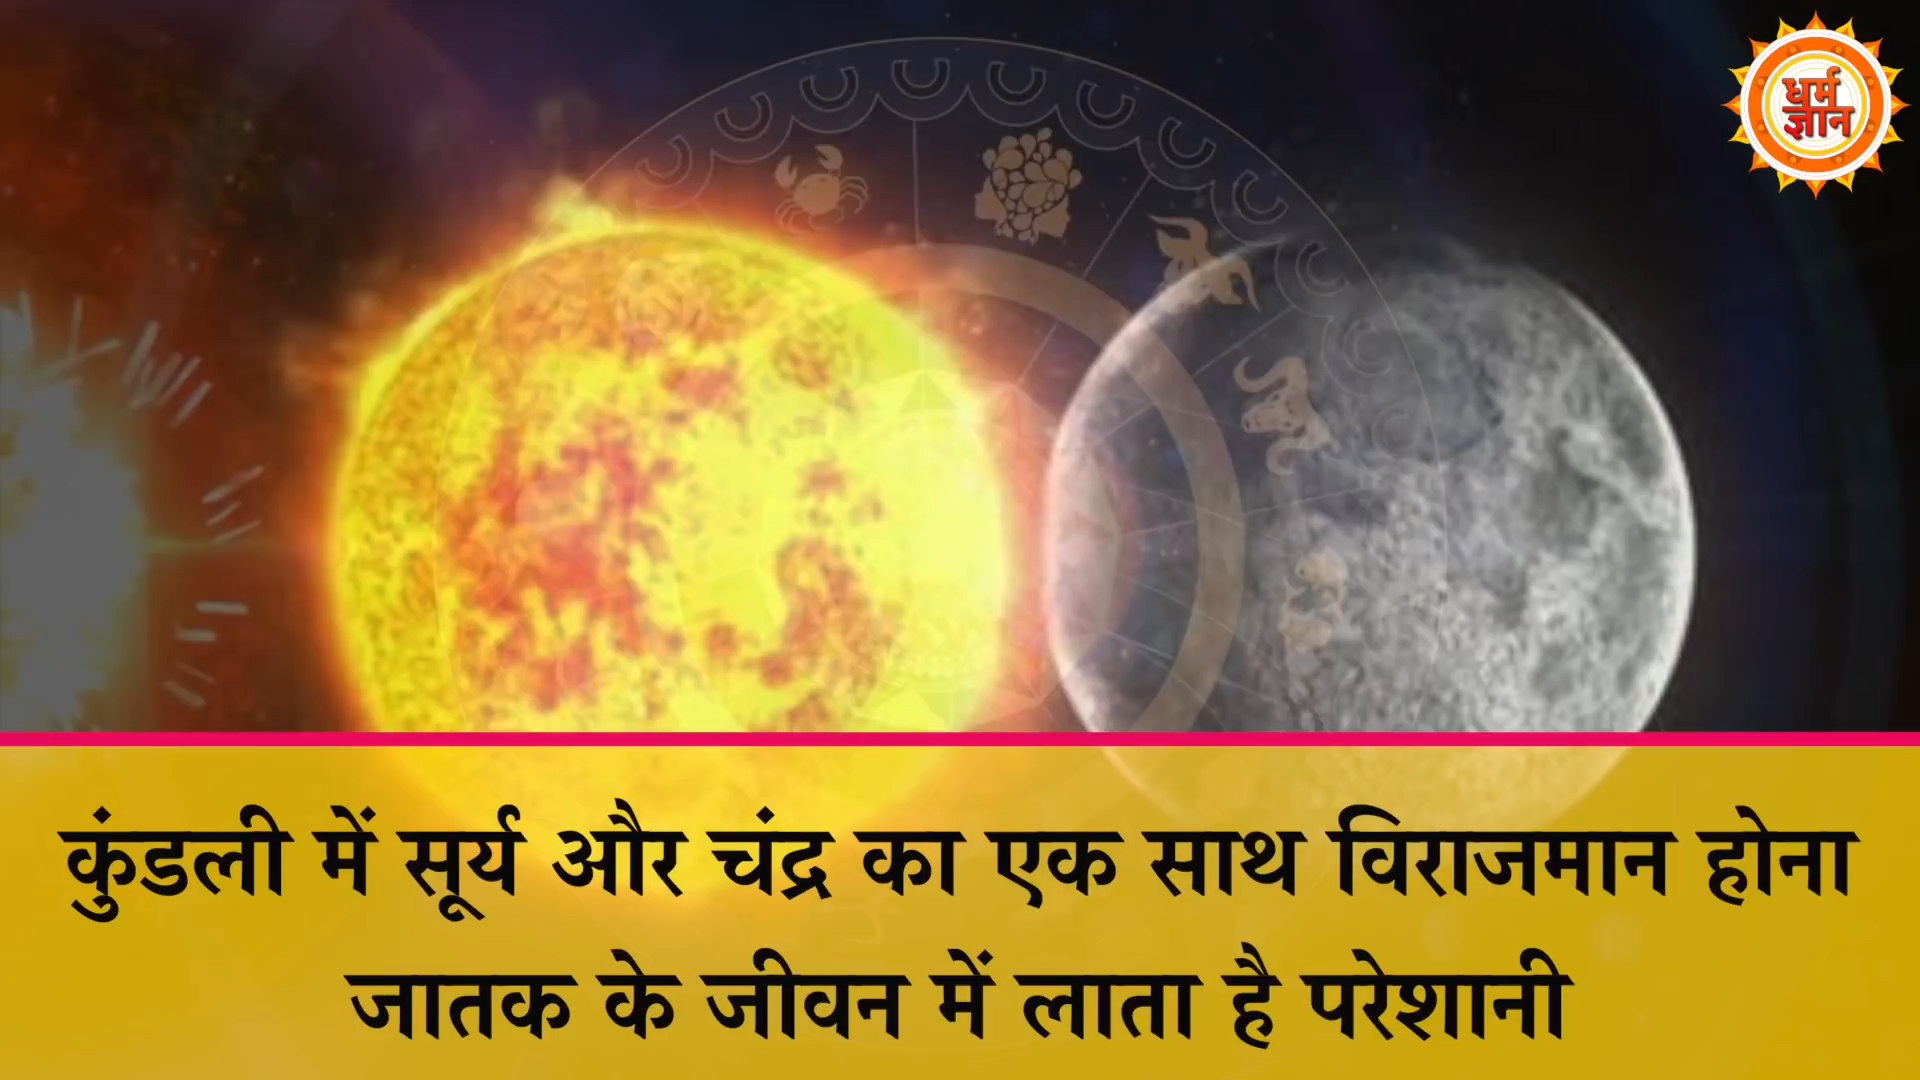 धर्म
ज्ञान
कुंडली में सूर्य और चंद्र का एक साथ विराजमान होना
जातक के जीवन में लाता है परेशानी